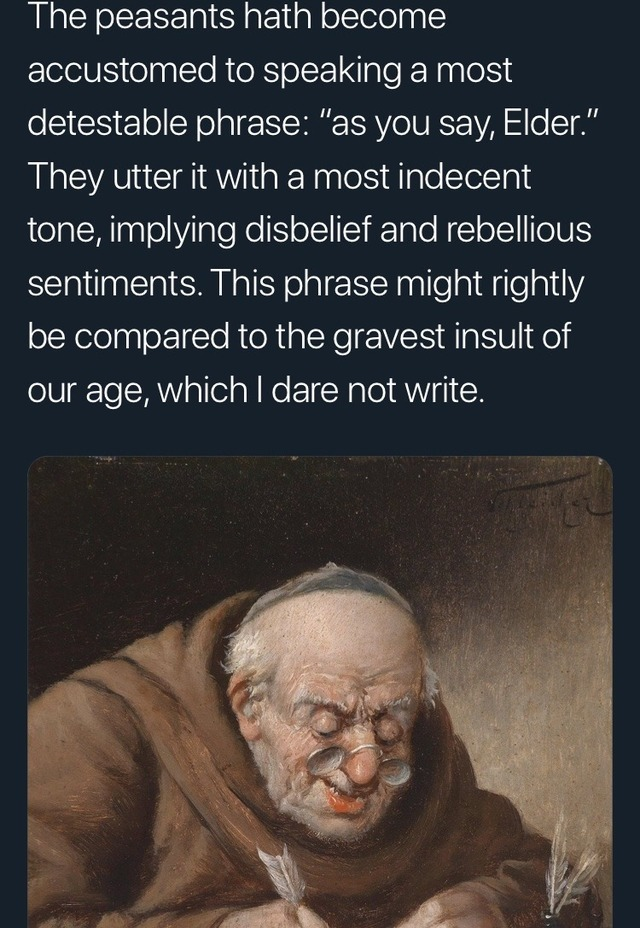 The peasants hath become
accustomed to speaking a most
detestable phrase: “as you say, Elder.”
They utter it with a most indecent
tone, implying disbelief and rebellious
sentiments. This phrase might rightly
be compared to the gravest insult of
our age, which I dare not write.